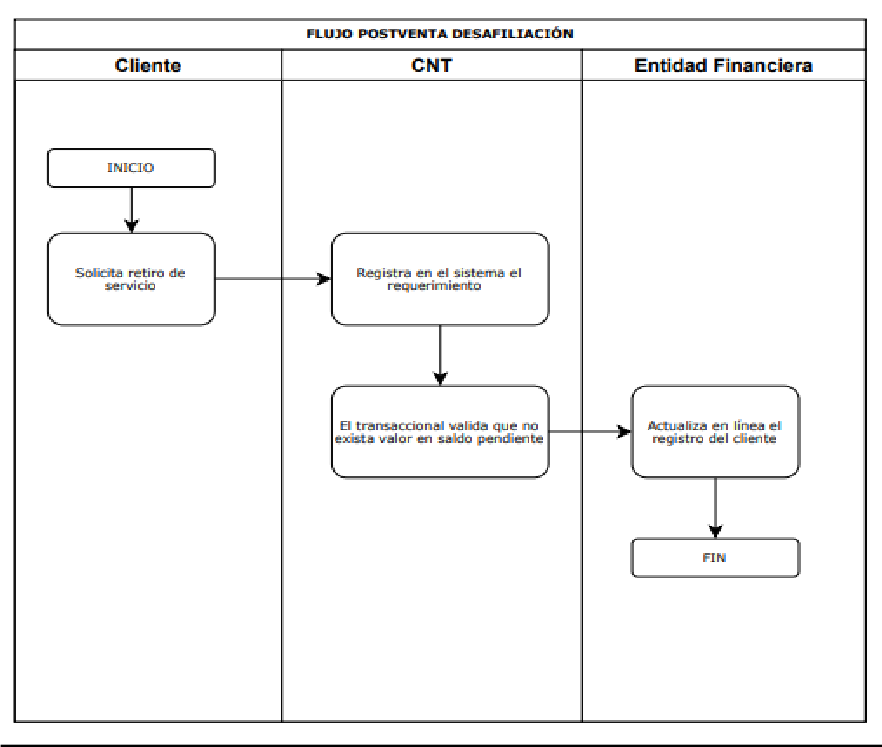 FLUJO POSTVENTA DESAFILIACIÓN
Cliente
CNT
Entidad Financiera
INICIO
Solicita retiro de
servicio
Registra en el sistema el
requerimiento
El transaccional valida que no
exista valor en saldo pendiente
Actualiza en línea el
registro del cliente
FIN